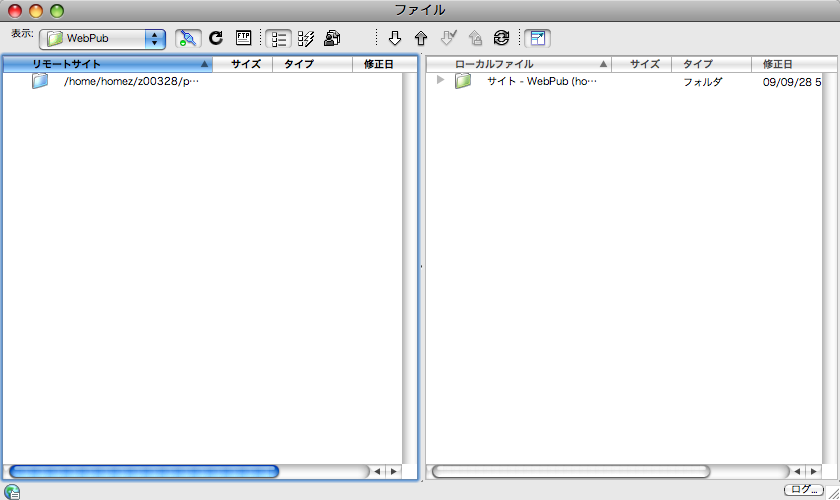 ファイル
表示: WebPub
FTP
リモートサイト サイズ タイプ 修正日
/home/homez/z00328/p…
ローカルファイル サイズ タイプ 修正日
サイト - WebPub (ho… フォルダ 09/09/28 5
ログ...